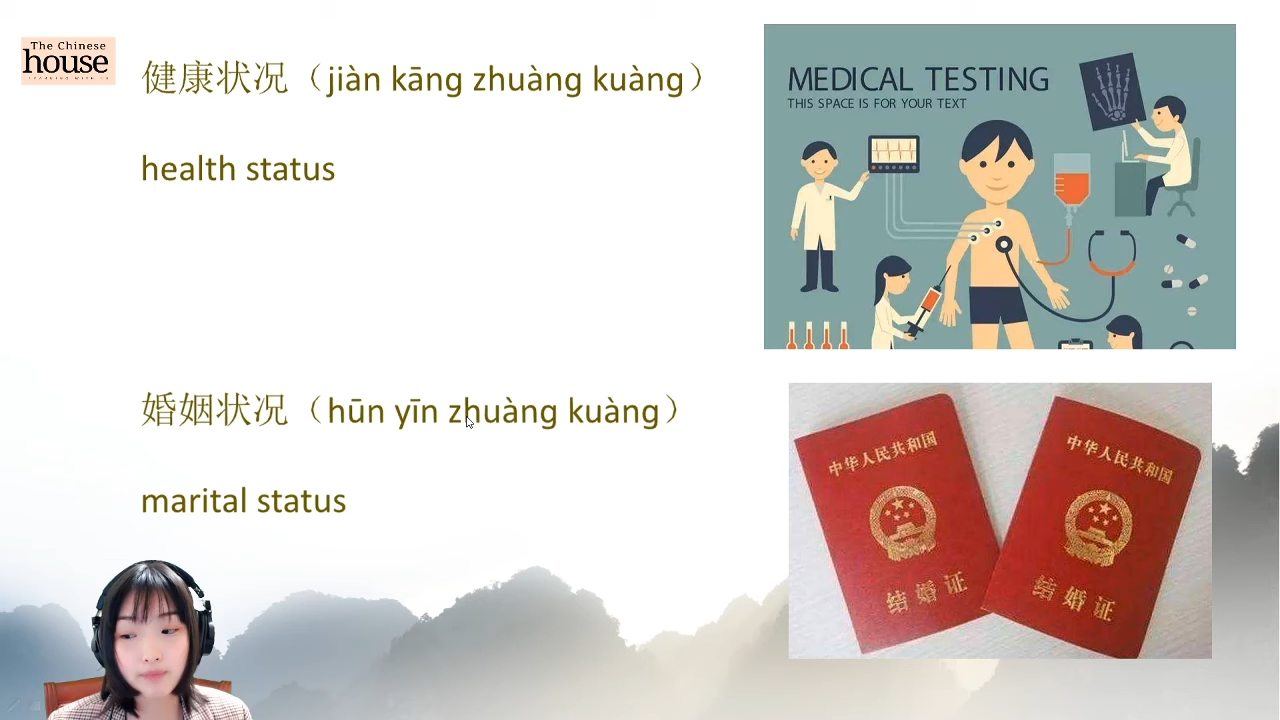 The Chinese
house
健康状况（jiàn kāng zhuàng kuàng）
health status
MEDICAL TESTING
THIS SPACE IS FOR YOUR TEXT
婚姻状况（hūn yīn zhuàng kuàng）
marital status
中华人民共和国
结婚证
中华人民共和国
结婚证